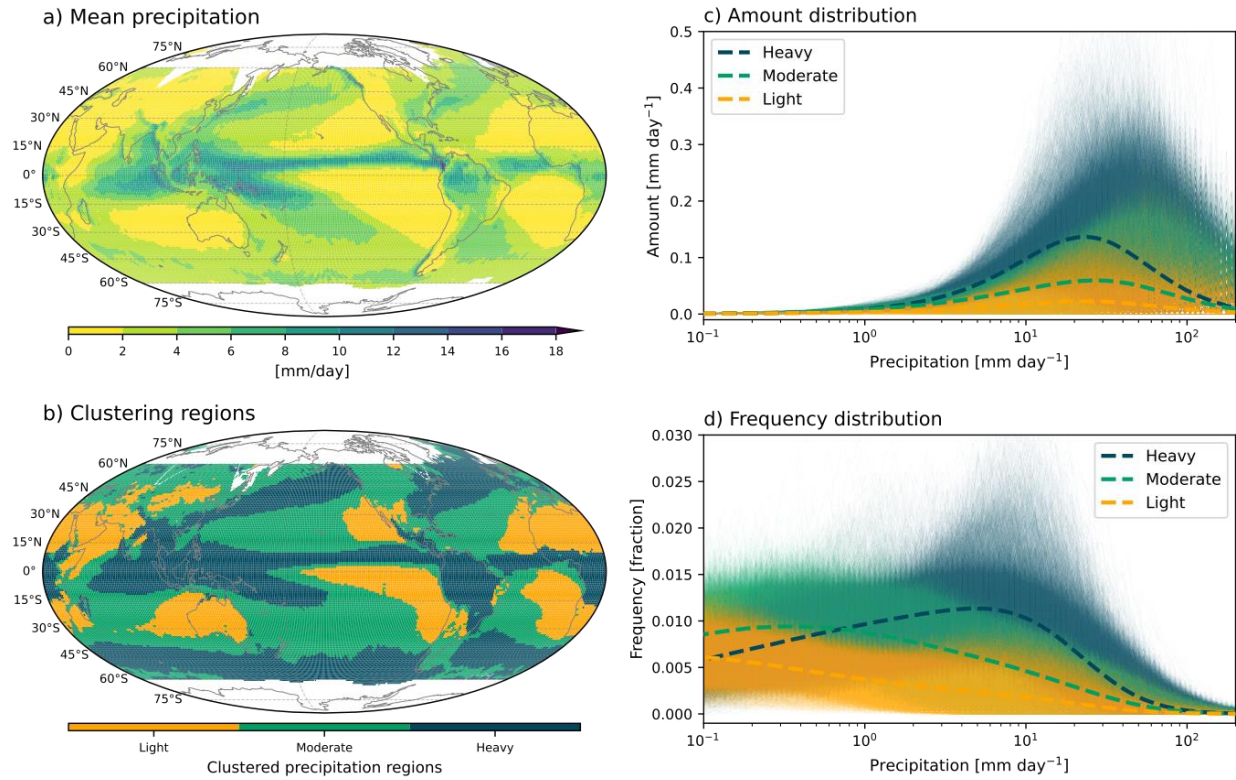 a) Mean precipitation
75°N
60°N
45°N
30°N
15°N
0°
15°S
30°S
45°S
60°S
75°S
0 2 4 6 8 10 12 14 16 18
[mm/day]
b) Clustering regions
75°N
60°N
45°N
30°N
15°N
0°
15°S
30°S
45°S
60°S
75°S
Light Moderate Heavy
Clustered precipitation regions
c) Amount distribution
Heavy
Moderate
Light
Amount [mm day⁻¹]
0.5
0.4
0.3
0.2
0.1
0.0
10⁻¹ 10⁰ 10¹ 10²
Precipitation [mm day⁻¹]
d) Frequency distribution
Heavy
Moderate
Light
Frequency [fraction]
0.030
0.025
0.020
0.015
0.010
0.005
0.000
10⁻¹ 10⁰ 10¹ 10²
Precipitation [mm day⁻¹]